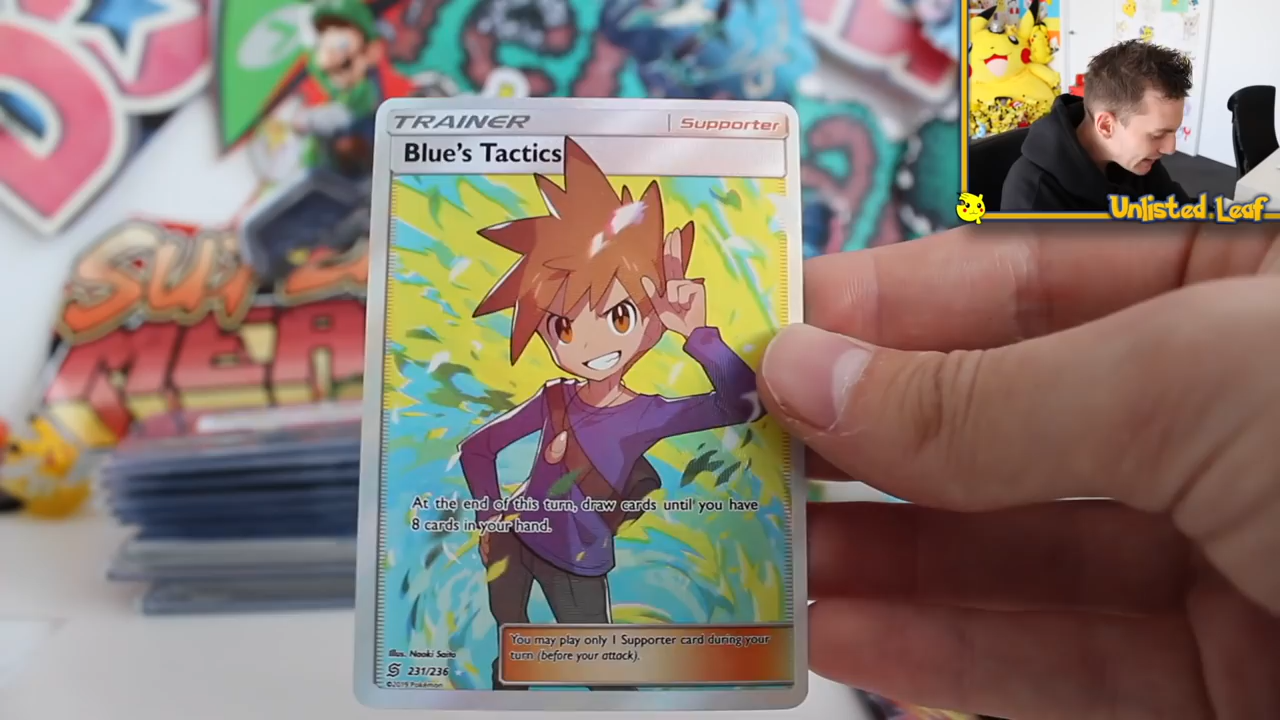 TRAINER
Supporter
Blue's Tactics
Unlisted Leaf
At the end of this turn, draw cards until you have
8 cards in your hand.
You may play only 1 Supporter card during your
turn (before your attack).
Illus. Naoki Saito
231/236
©2019 Pokémon